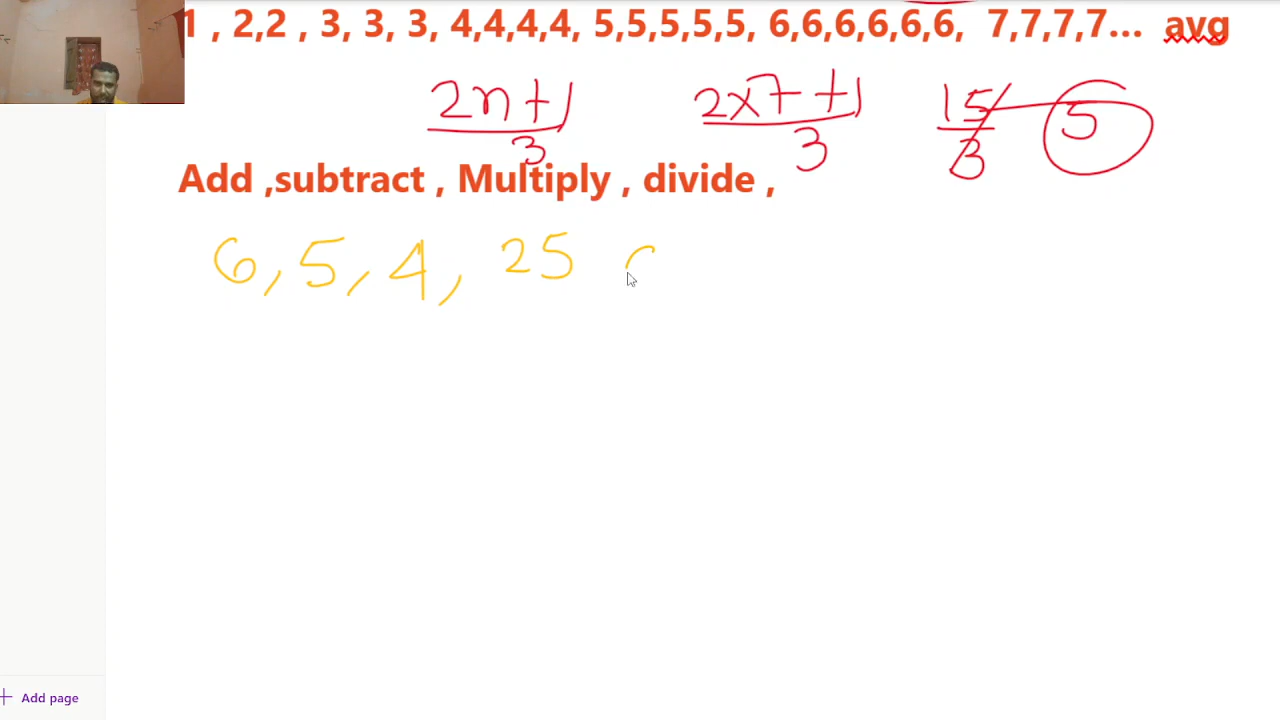 1 , 2,2 , 3, 3, 3, 4,4,4,4, 5,5,5,5,5, 6,6,6,6,6,6, 7,7,7,7... avg
2n+1/3 2x7+1/3 15/3 5
Add ,subtract , Multiply , divide ,
6, 5, 4, 25
+ Add page